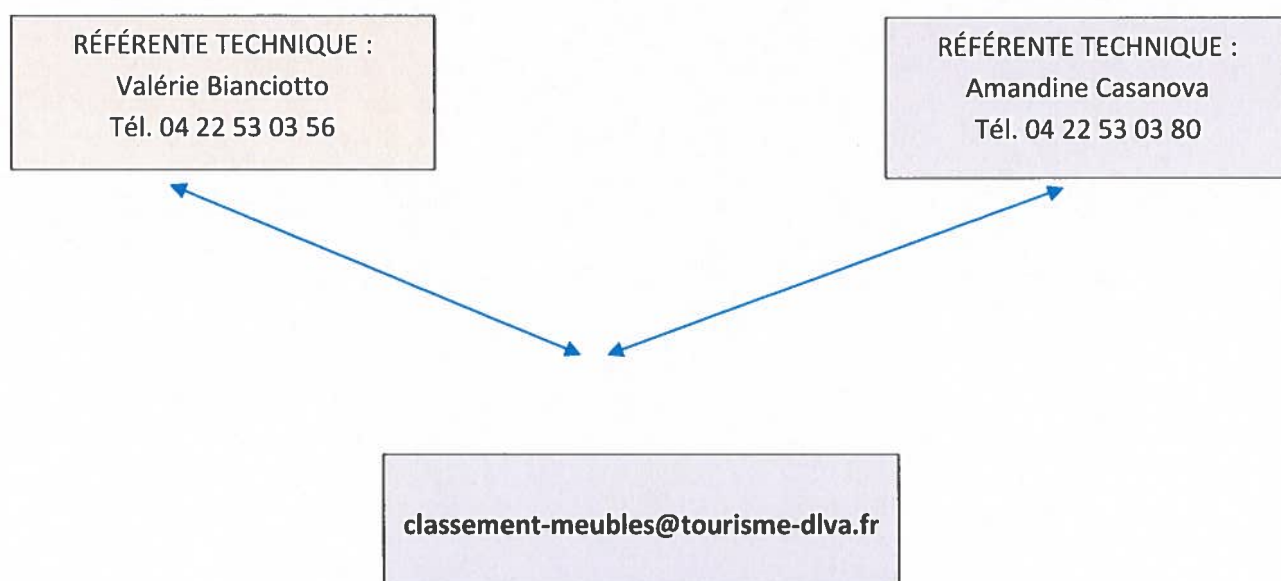 RÉFÉRENTE TECHNIQUE :
Valérie Bianciotto
Tél. 04 22 53 03 56
RÉFÉRENTE TECHNIQUE :
Amandine Casanova
Tél. 04 22 53 03 80
classement-meubles@tourisme-dlva.fr